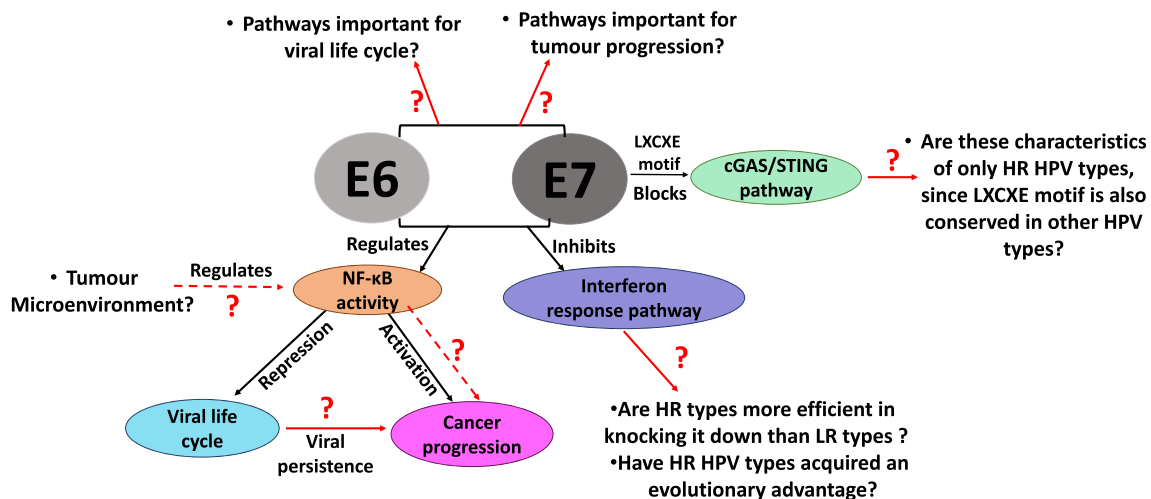 • Pathways important for
viral life cycle?
• Pathways important for
tumour progression?
?
?
E6
E7
LXCXE
motif
Blocks
cGAS/STING
pathway
?
• Are these characteristics
of only HR HPV types,
since LXCXE motif is also
conserved in other HPV
types?
Regulates
Inhibits
• Tumour
Microenvironment?
Regulates
?
NF-κB
activity
Interferon
response pathway
Repression
Activation
?
?
Viral life
cycle
?
Viral
persistence
Cancer
progression
•Are HR types more efficient in
knocking it down than LR types ?
•Have HR HPV types acquired an
evolutionary advantage?